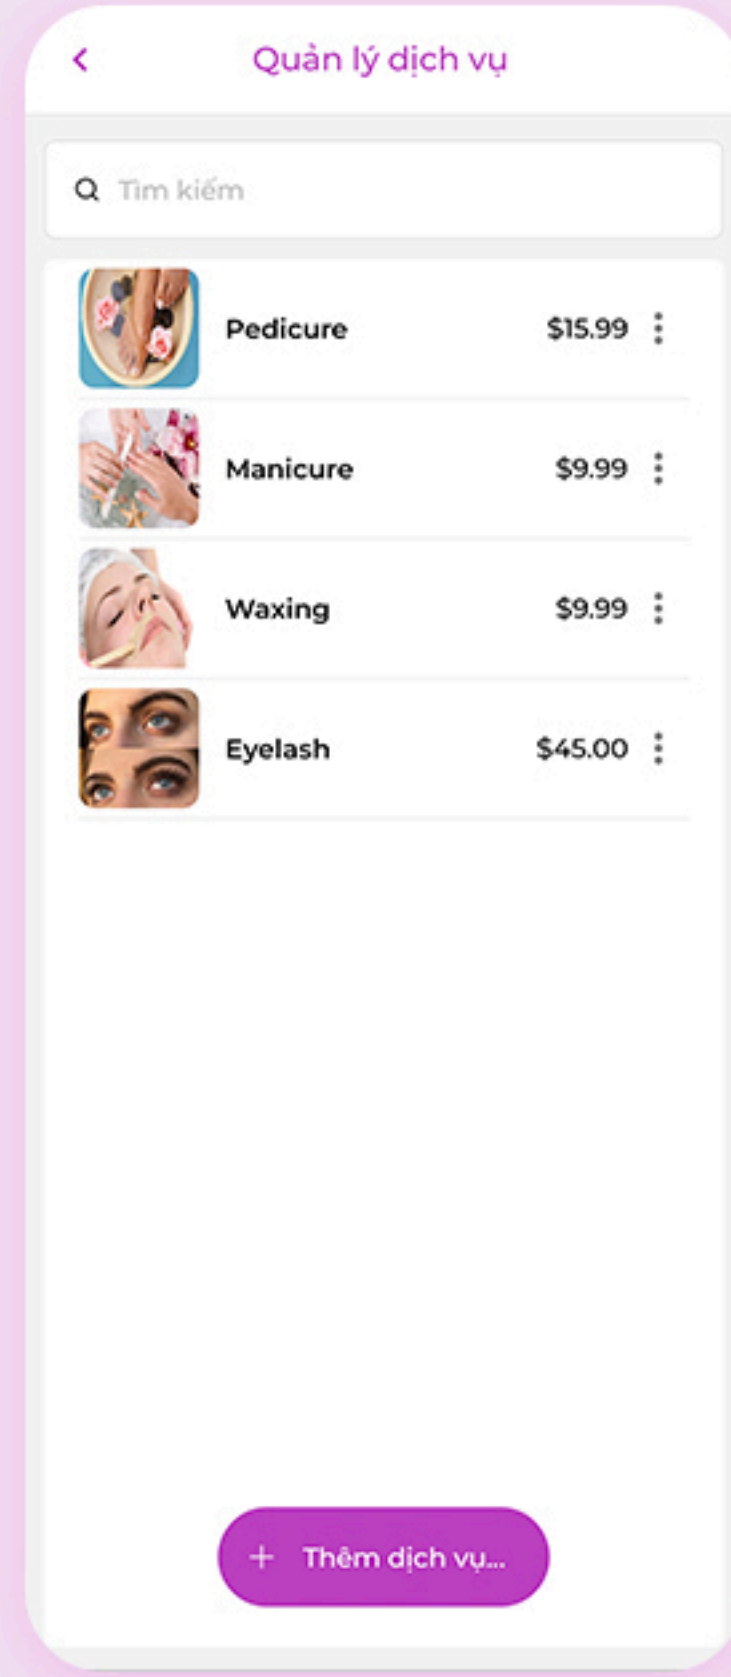 Quản lý dịch vụ
Tìm kiếm
Pedicure $15.99
Manicure $9.99
Waxing $9.99
Eyelash $45.00
+ Thêm dịch vụ...